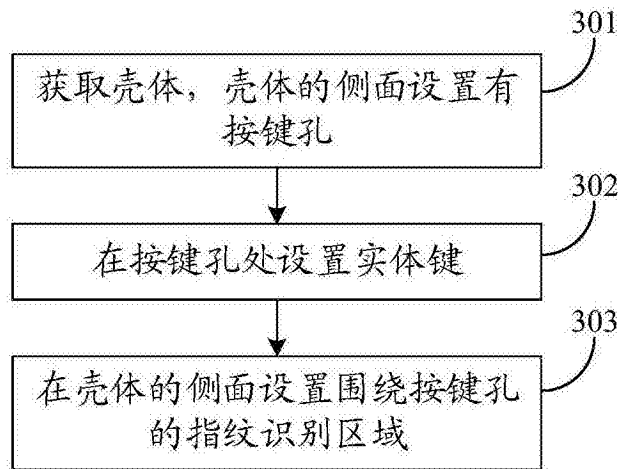 301
获取壳体，壳体的侧面设置有
按键孔
302
在按键孔处设置实体键
303
在壳体的侧面设置围绕按键孔
的指纹识别区域